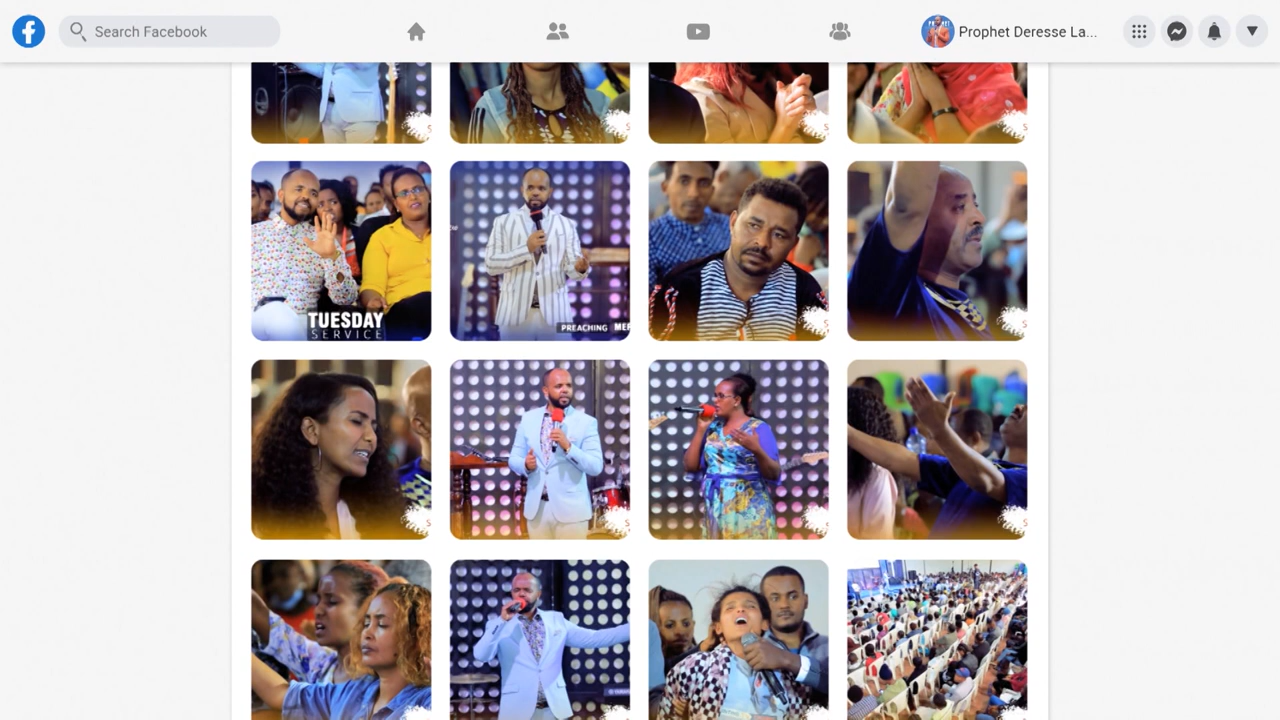 Search Facebook
Prophet Deresse La...
TUESDAY
SERVICE
PREACHING